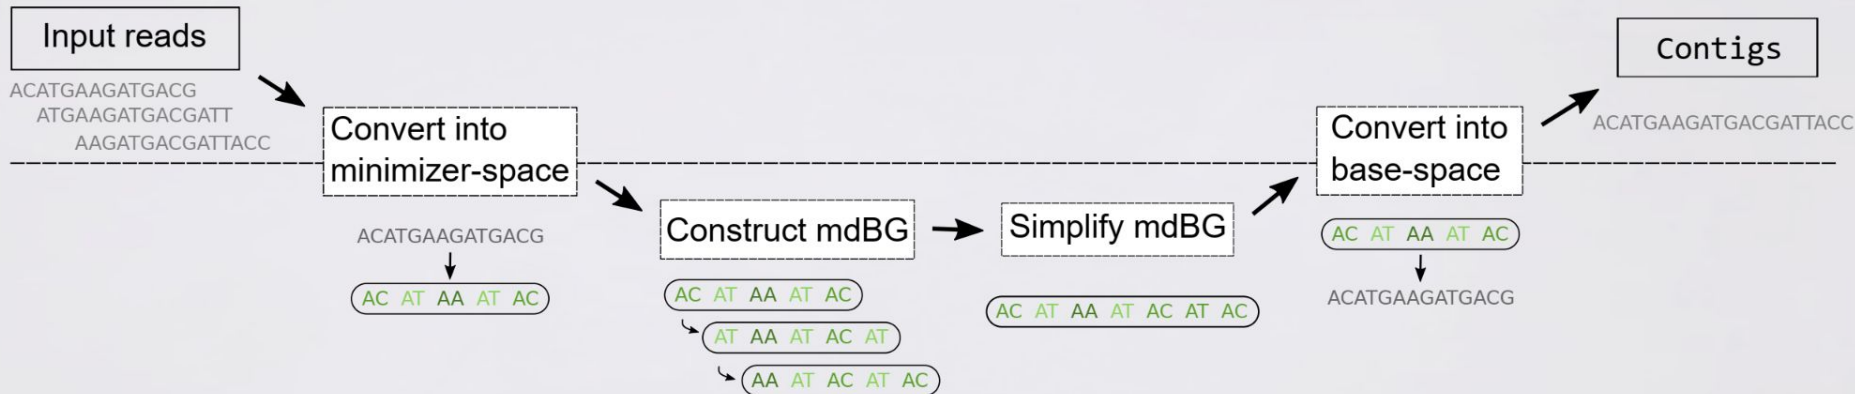 Input reads
ACATGAAGATGACG
ATGAAGATGACGATT
AAGATGACGATTACC
Convert into
minimizer-space
ACATGAAGATGACG
AC AT AA AT AC
Construct mdBG
AC AT AA AT AC
AT AA AT AC AT
AA AT AC AT AC
Simplify mdBG
AC AT AA AT AC AT AC
Convert into
base-space
AC AT AA AT AC
ACATGAAGATGACG
Contigs
ACATGAAGATGACGATTACC